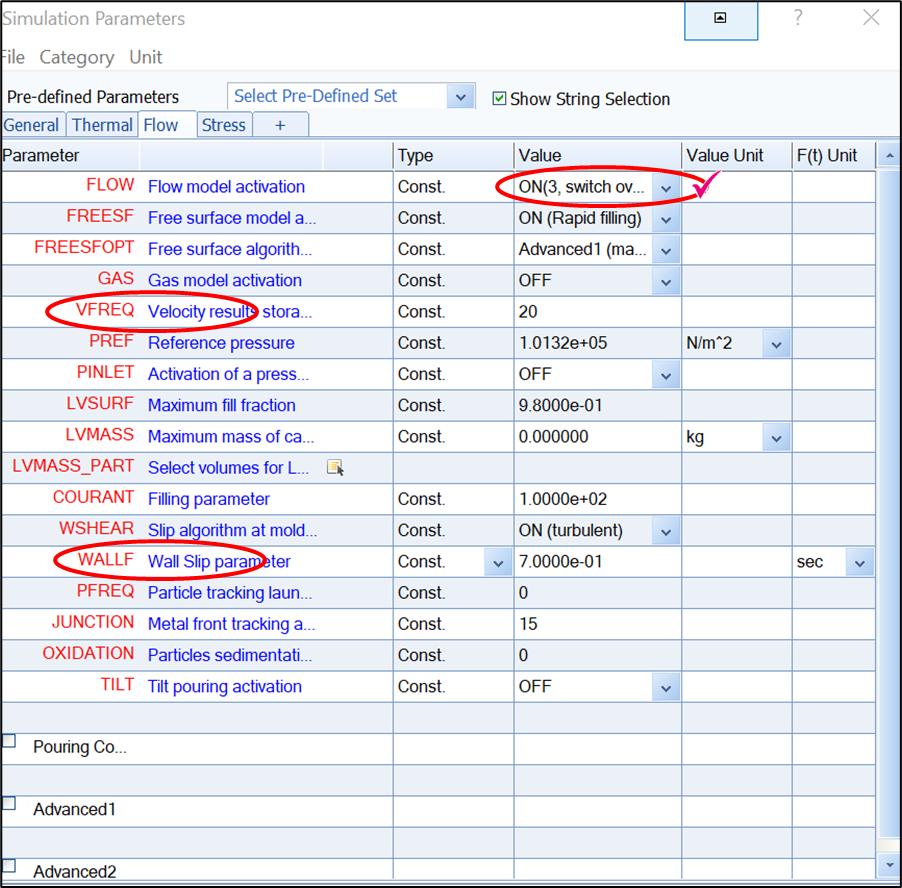 Simulation Parameters ?
File Category Unit
Pre-defined Parameters Select Pre-Defined Set Show String Selection
General Thermal Flow Stress +
Parameter Type Value Value Unit F(t) Unit
FLOW Flow model activation Const. ON(3, switch ov...
FREESF Free surface model a... Const. ON (Rapid filling)
FREESFOPT Free surface algorith... Const. Advanced1 (ma...
GAS Gas model activation Const. OFF
VFREQ Velocity results stora... Const. 20
PREF Reference pressure Const. 1.0132e+05 N/m^2
PINLET Activation of a press... Const. OFF
LVSURF Maximum fill fraction Const. 9.8000e-01
LVMASS Maximum mass of ca... Const. 0.000000 kg
LVMASS_PART Select volumes for L...
COURANT Filling parameter Const. 1.0000e+02
WSHEAR Slip algorithm at mold... Const. ON (turbulent)
WALLF Wall Slip parameter Const. 7.0000e-01 sec
PFREQ Particle tracking laun... Const. 0
JUNCTION Metal front tracking a... Const. 15
OXIDATION Particles sedimentati... Const. 0
TILT Tilt pouring activation Const. OFF
Pouring Co...
Advanced1
Advanced2